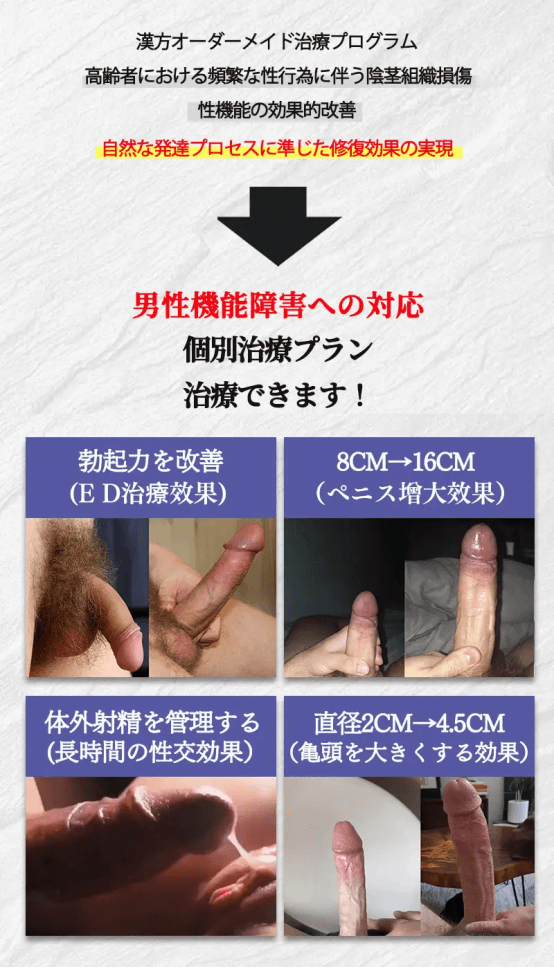 漢方オーダーメイド治療プログラム
高齢者における頻繁な性行為に伴う陰茎組織損傷
性機能の効果的改善
自然な発達プロセスに準じた修復効果の実現
男性機能障害への対応
個別治療プラン
治療できます！
勃起力を改善
(E D治療効果)
8CM→16CM
（ペニス增大效果）
体外射精を管理する
(長時間の性交効果）
直径2CM→4.5CM
（亀頭を大きくする効果）